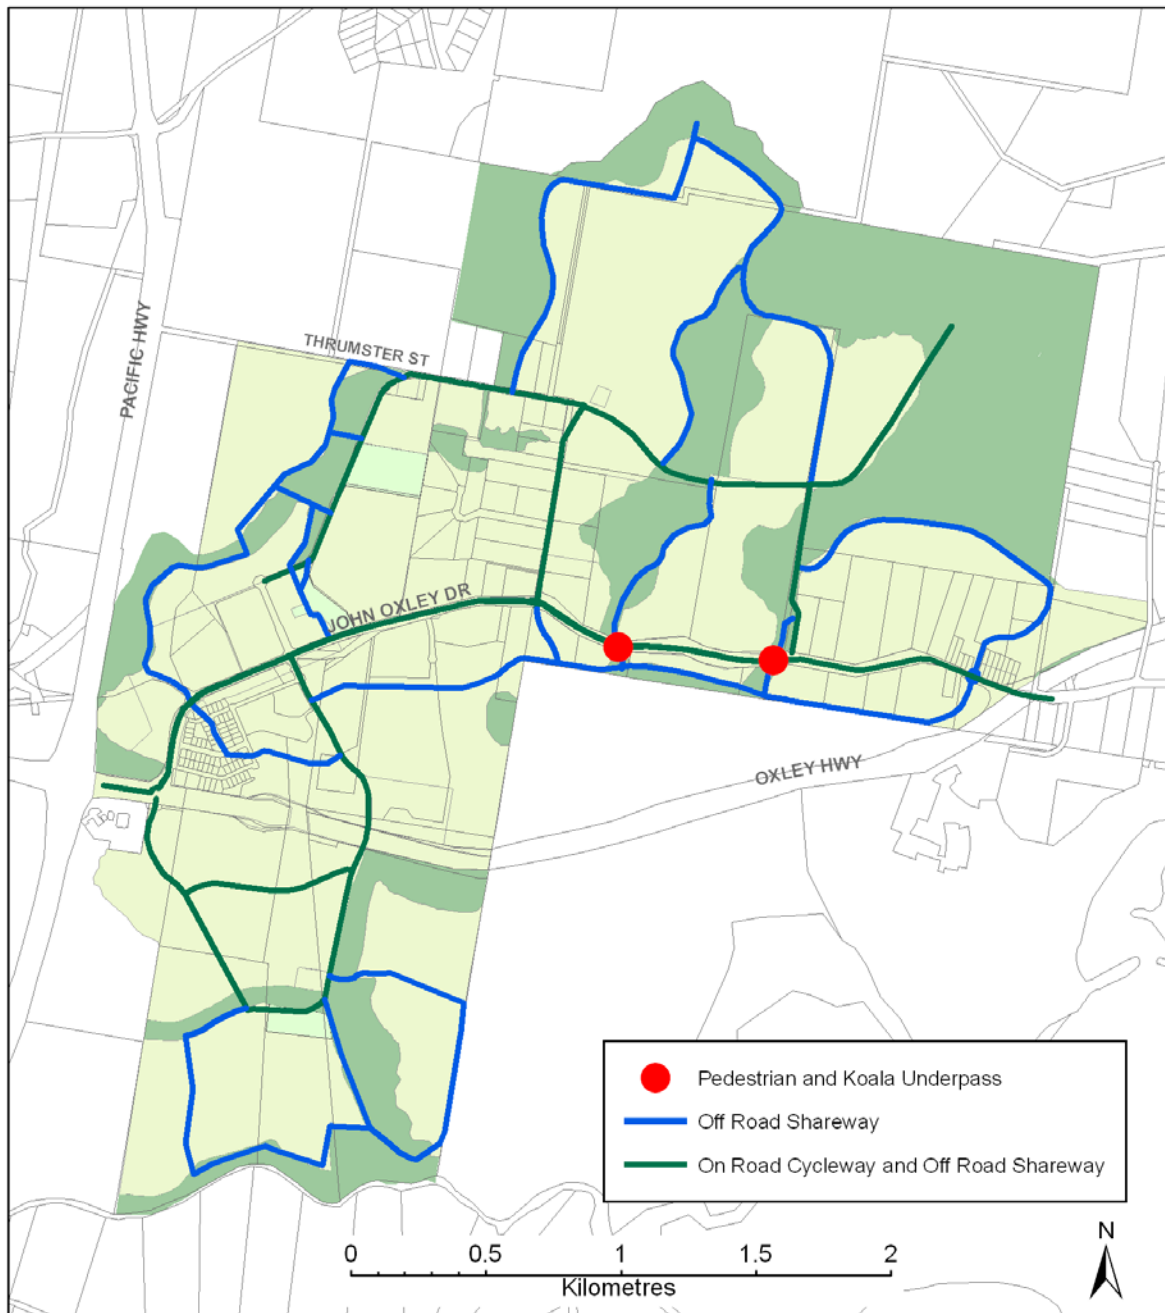 THRUMSTER ST
PACIFIC HWY
JOHN OXLEY DR
OXLEY HWY
Pedestrian and Koala Underpass
Off Road Shareway
On Road Cycleway and Off Road Shareway
N
0 0.5 1 1.5 2
Kilometres